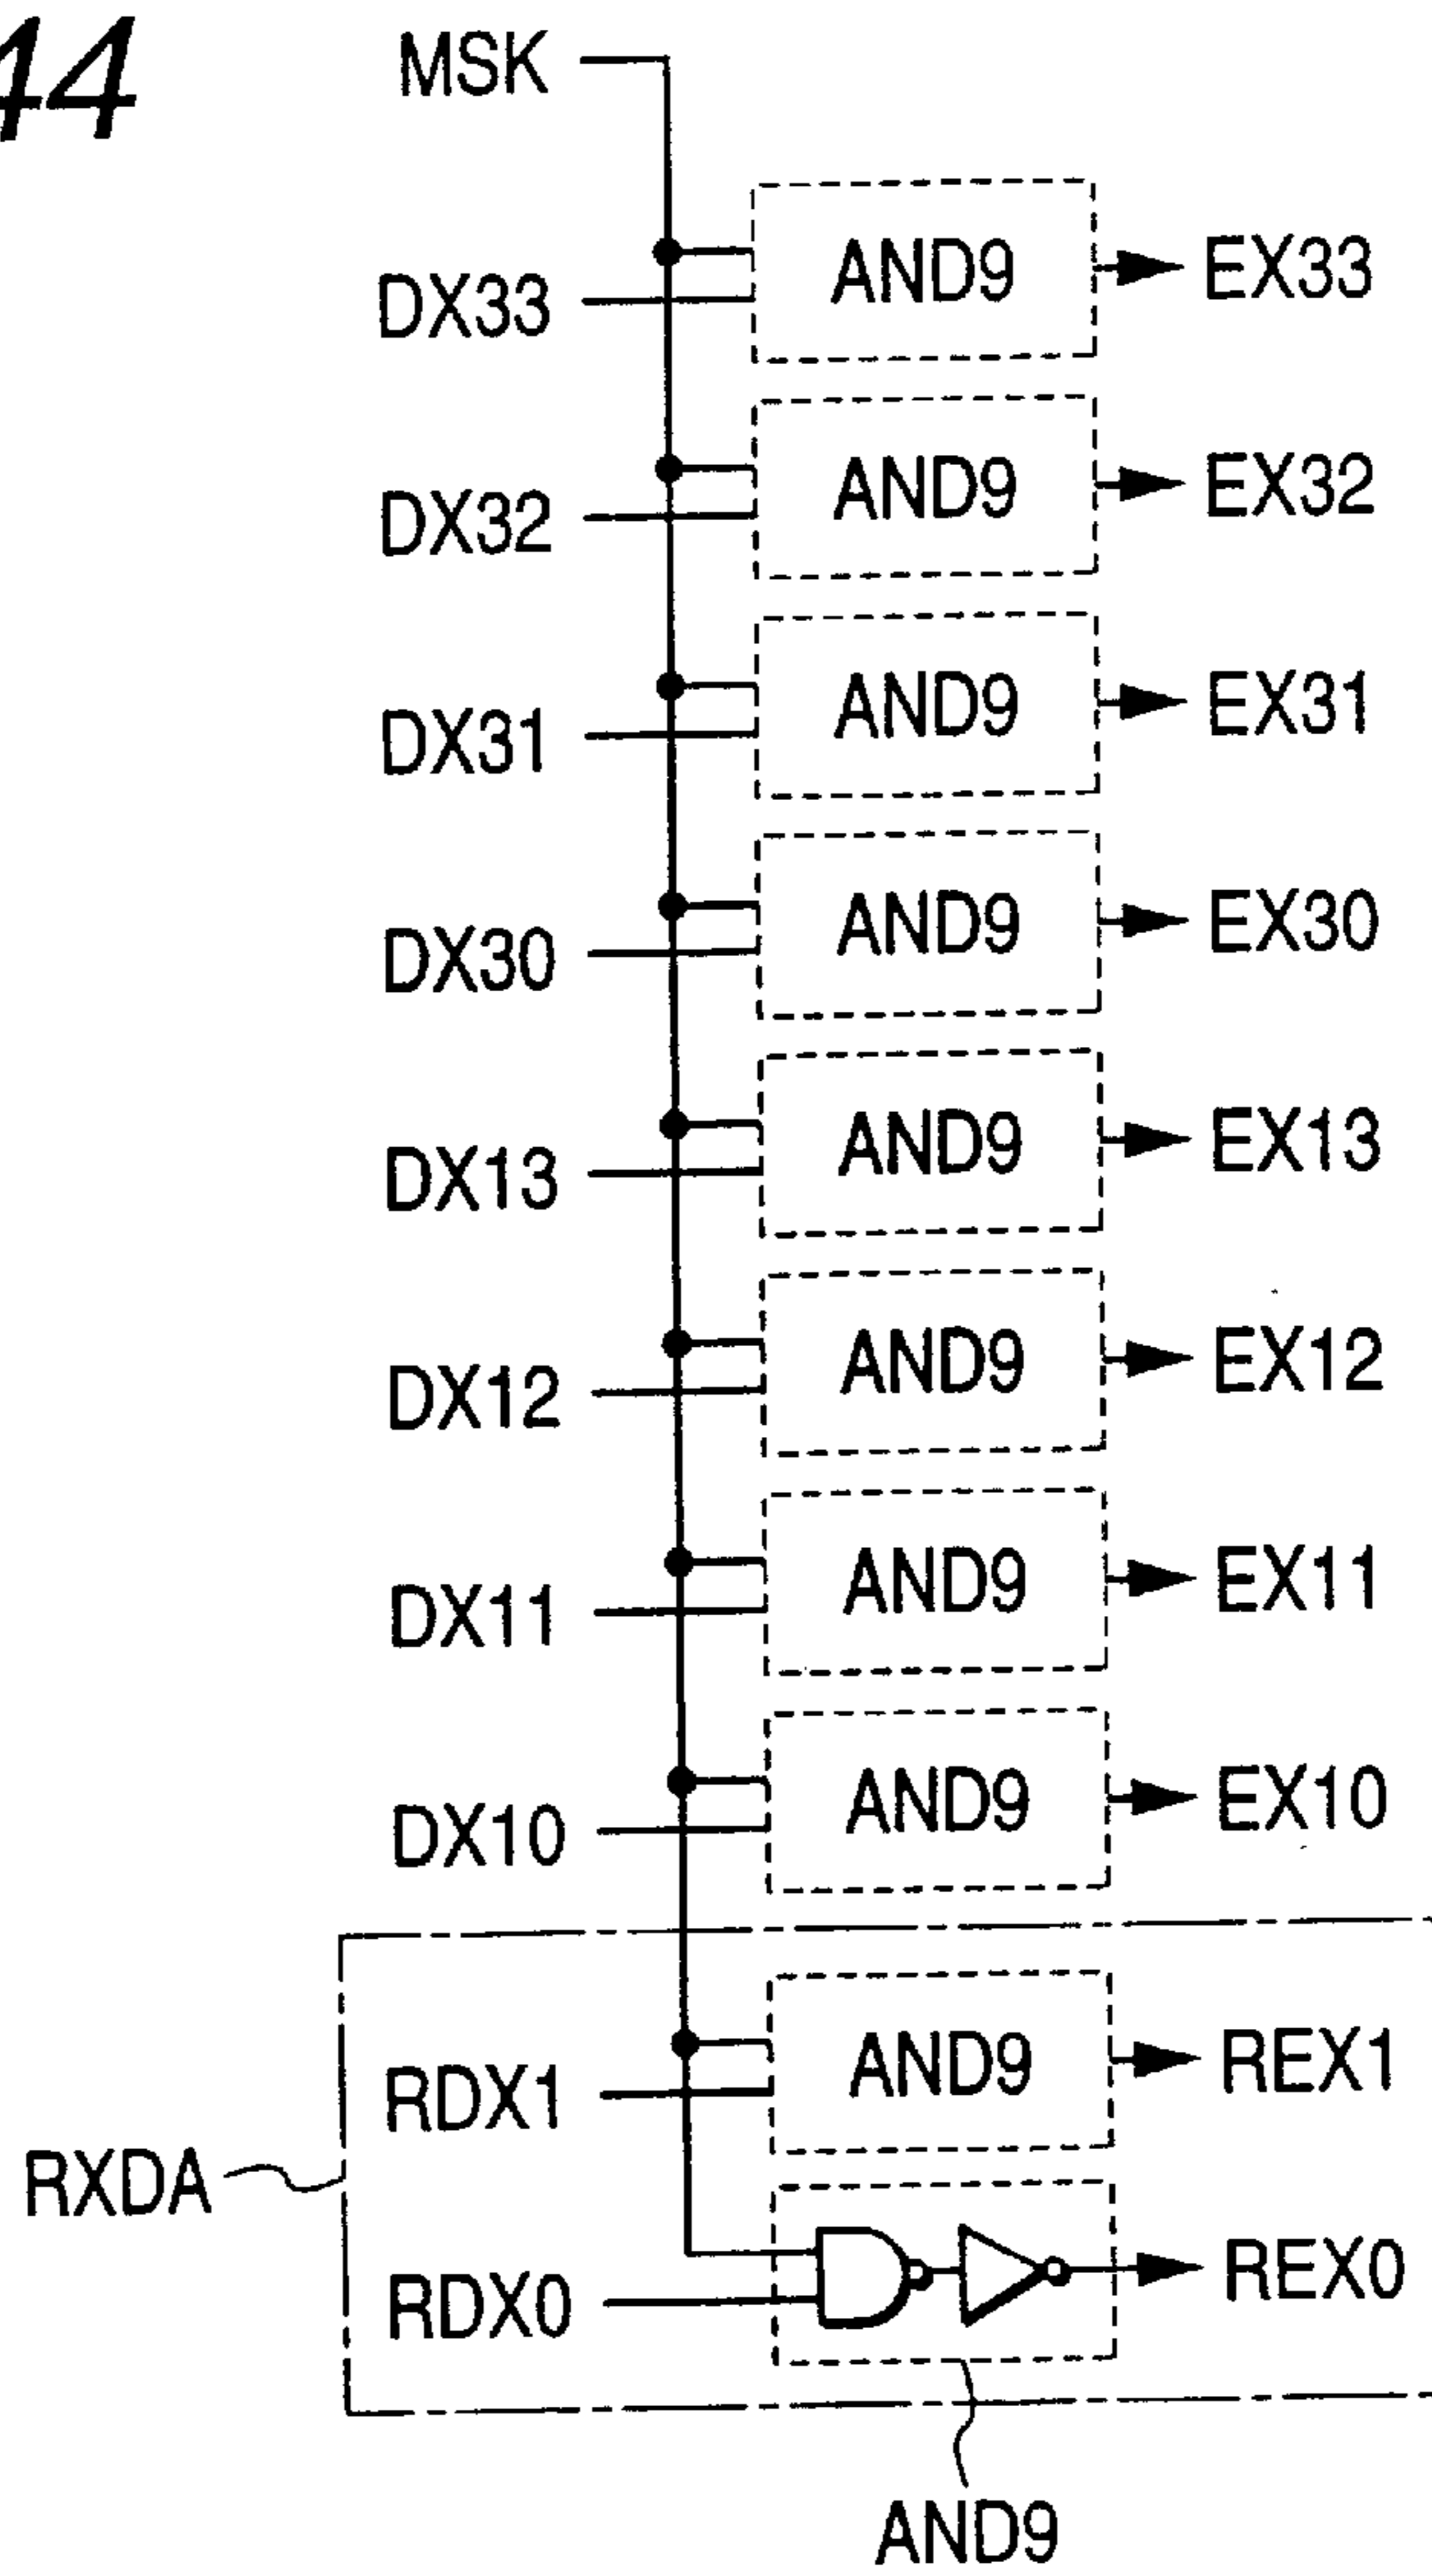 44
MSK
AND9 EX33
DX33
AND9 EX32
DX32
AND9 EX31
DX31
AND9 EX30
DX30
AND9 EX13
DX13
AND9 EX12
DX12
AND9 EX11
DX11
AND9 EX10
DX10
AND9 REX1
RDX1
RXDA
REX0
RDX0
AND9